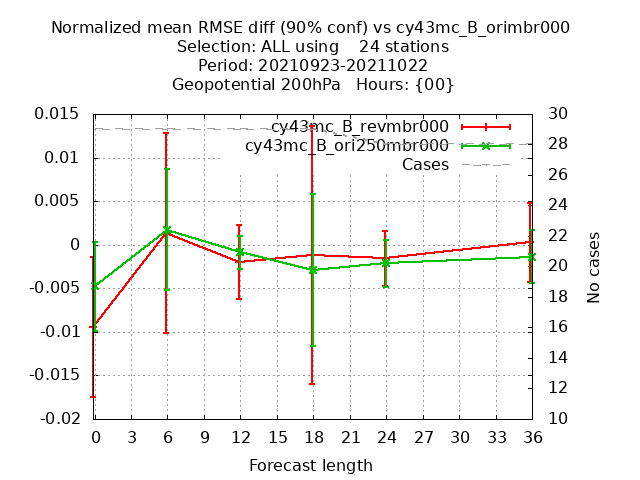 Normalized mean RMSE diff (90% conf) vs cy43mc_B_orimbr000
Selection: ALL using    24 stations
Period: 20210923-20211022
Geopotential 200hPa   Hours: {00}
cy43mc_B_revmbr000
cy43mc_B_ori250mbr000
Cases
0.015
0.01
0.005
0
-0.005
-0.01
-0.015
-0.02
30
28
26
24
22
20
18
16
14
12
10
No cases
0 3 6 9 12 15 18 21 24 27 30 33 36
Forecast length